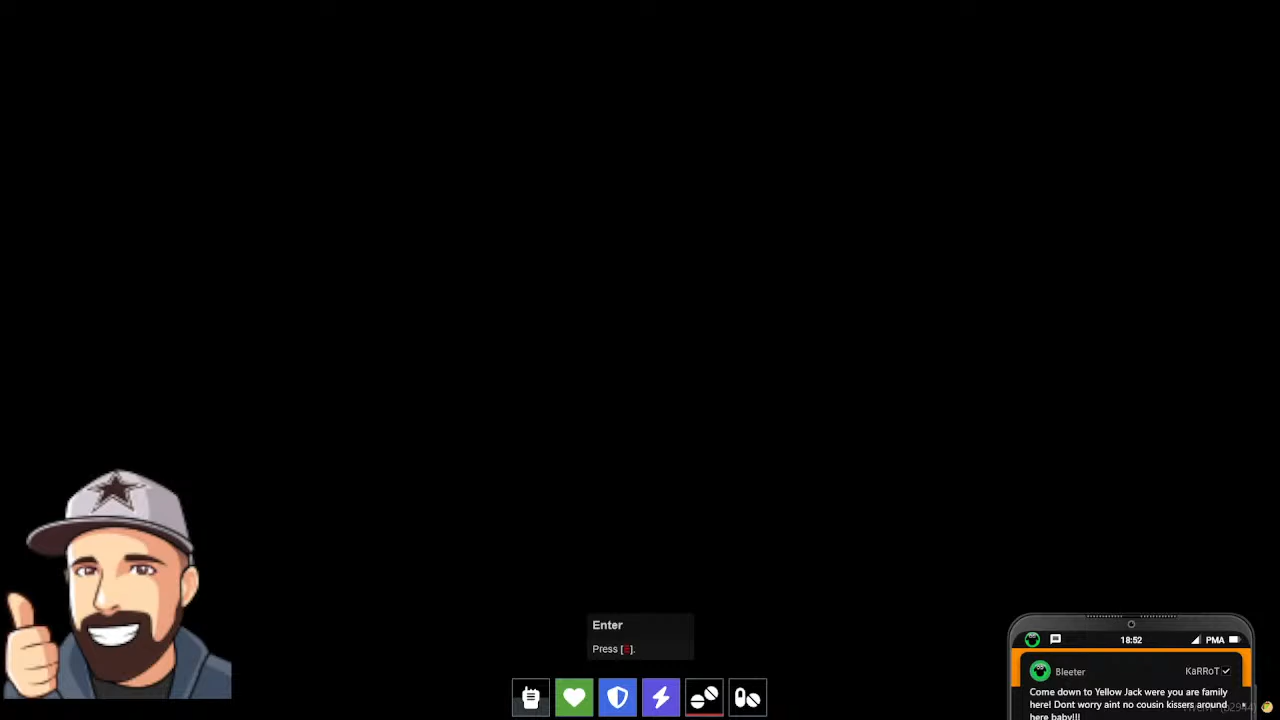 Enter
Press [E].
18:52
PMA
Bleeter
KaRRoT
Come down to Yellow Jack were you are family
here! Dont worry aint no cousin kissers around
here baby!!!